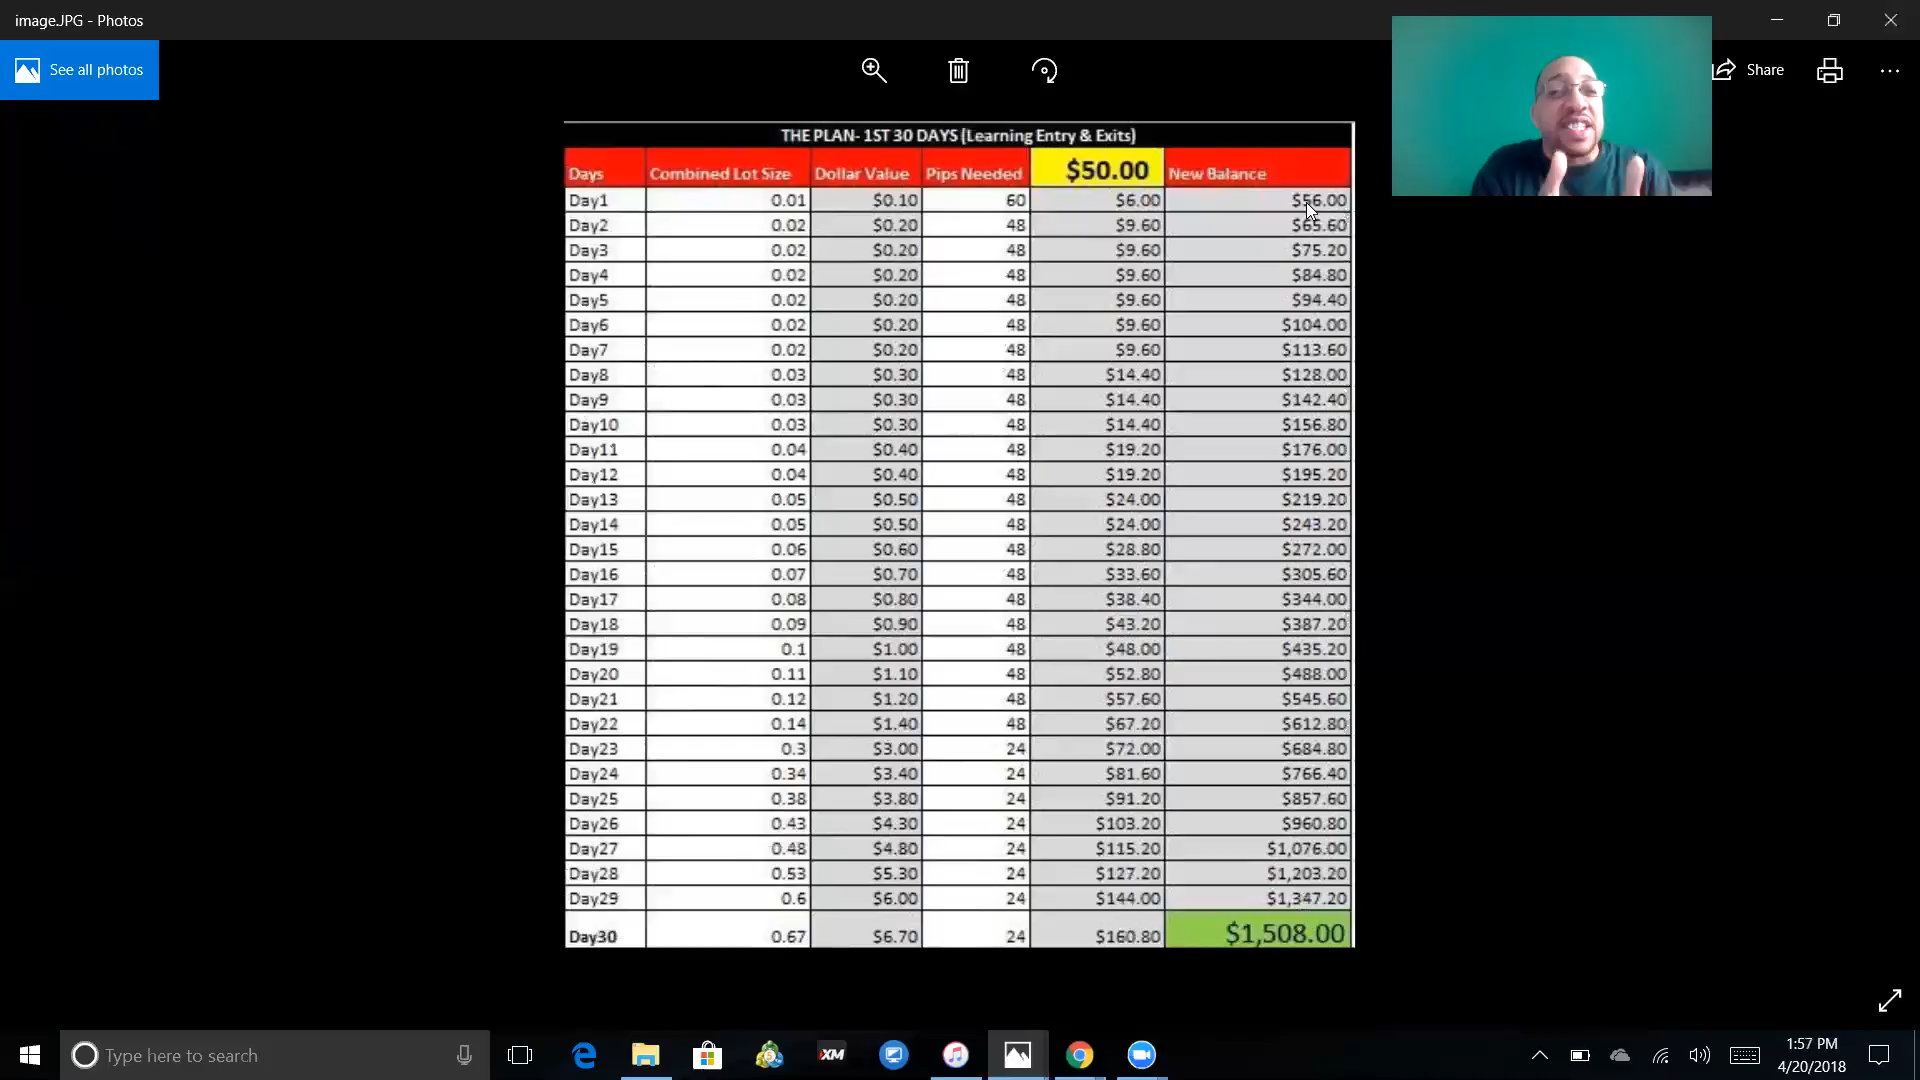 image.JPG - Photos
See all photos
Share
THE PLAN- 1ST 30 DAYS (Learning Entry & Exits)
Days Combined Lot Size Dollar Value Pips Needed $50.00 New Balance
Day1 0.01 $0.10 60 $6.00 $56.00
Day2 0.02 $0.20 48 $9.60 $65.60
Day3 0.02 $0.20 48 $9.60 $75.20
Day4 0.02 $0.20 48 $9.60 $84.80
Day5 0.02 $0.20 48 $9.60 $94.40
Day6 0.02 $0.20 48 $9.60 $104.00
Day7 0.02 $0.20 48 $9.60 $113.60
Day8 0.03 $0.30 48 $14.40 $128.00
Day9 0.03 $0.30 48 $14.40 $142.40
Day10 0.03 $0.30 48 $14.40 $156.80
Day11 0.04 $0.40 48 $19.20 $176.00
Day12 0.04 $0.40 48 $19.20 $195.20
Day13 0.05 $0.50 48 $24.00 $219.20
Day14 0.05 $0.50 48 $24.00 $243.20
Day15 0.06 $0.60 48 $28.80 $272.00
Day16 0.07 $0.70 48 $33.60 $305.60
Day17 0.08 $0.80 48 $38.40 $344.00
Day18 0.09 $0.90 48 $43.20 $387.20
Day19 0.1 $1.00 48 $48.00 $435.20
Day20 0.11 $1.10 48 $52.80 $488.00
Day21 0.12 $1.20 48 $57.60 $545.60
Day22 0.14 $1.40 48 $67.20 $612.80
Day23 0.3 $3.00 24 $72.00 $684.80
Day24 0.34 $3.40 24 $81.60 $766.40
Day25 0.38 $3.80 24 $91.20 $857.60
Day26 0.43 $4.30 24 $103.20 $960.80
Day27 0.48 $4.80 24 $115.20 $1,076.00
Day28 0.53 $5.30 24 $127.20 $1,203.20
Day29 0.6 $6.00 24 $144.00 $1,347.20
Day30 0.67 $6.70 24 $160.80 $1,508.00
Type here to search
XM
1:57 PM
4/20/2018